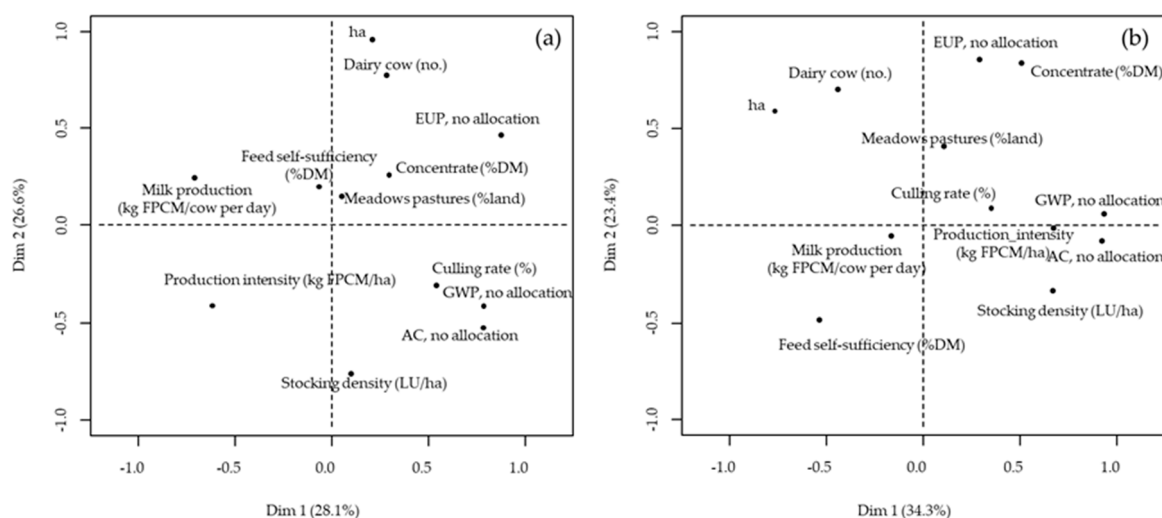 (a)
1.0
ha
Dairy cow (no.)
EUP, no allocation
0.5
Feed self-sufficiency
(%DM)
Concentrate (%DM)
Milk production
(kg FPCM/cow per day)
Meadows pastures (%land)
0.0
Dim 2 (26.6%)
Production intensity (kg FPCM/ha)
Culling rate (%)
GWP, no allocation
-0.5
AC, no allocation
Stocking density (LU/ha)
-1.0
-1.0 -0.5 0.0 0.5 1.0
Dim 1 (28.1%)
(b)
1.0
EUP, no allocation
Concentrate (%DM)
Dairy cow (no.)
ha
0.5
Meadows pastures (%land)
Culling rate (%)
GWP, no allocation
0.0
Dim 2 (23.4%)
Production_intensity
(kg FPCM/ha)
AC, no allocation
Milk production
(kg FPCM/cow per day)
Stocking density (LU/ha)
-0.5
Feed self-sufficiency (%DM)
-1.0
-1.0 -0.5 0.0 0.5 1.0
Dim 1 (34.3%)